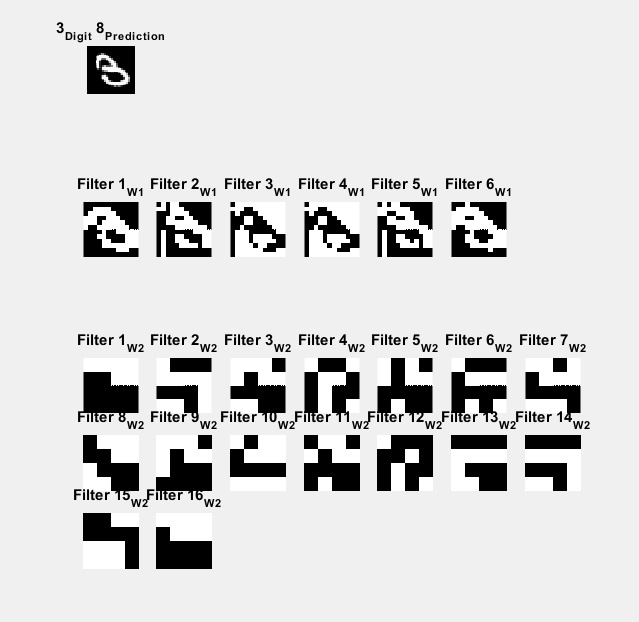 3Digit 8Prediction
Filter 1W1 Filter 2W1 Filter 3W1 Filter 4W1 Filter 5W1 Filter 6W1
Filter 1W2 Filter 2W2 Filter 3W2 Filter 4W2 Filter 5W2 Filter 6W2 Filter 7W2
Filter 8W2 Filter 9W2 Filter 10W2 Filter 11W2 Filter 12W2 Filter 13W2 Filter 14W2
Filter 15W2 Filter 16W2